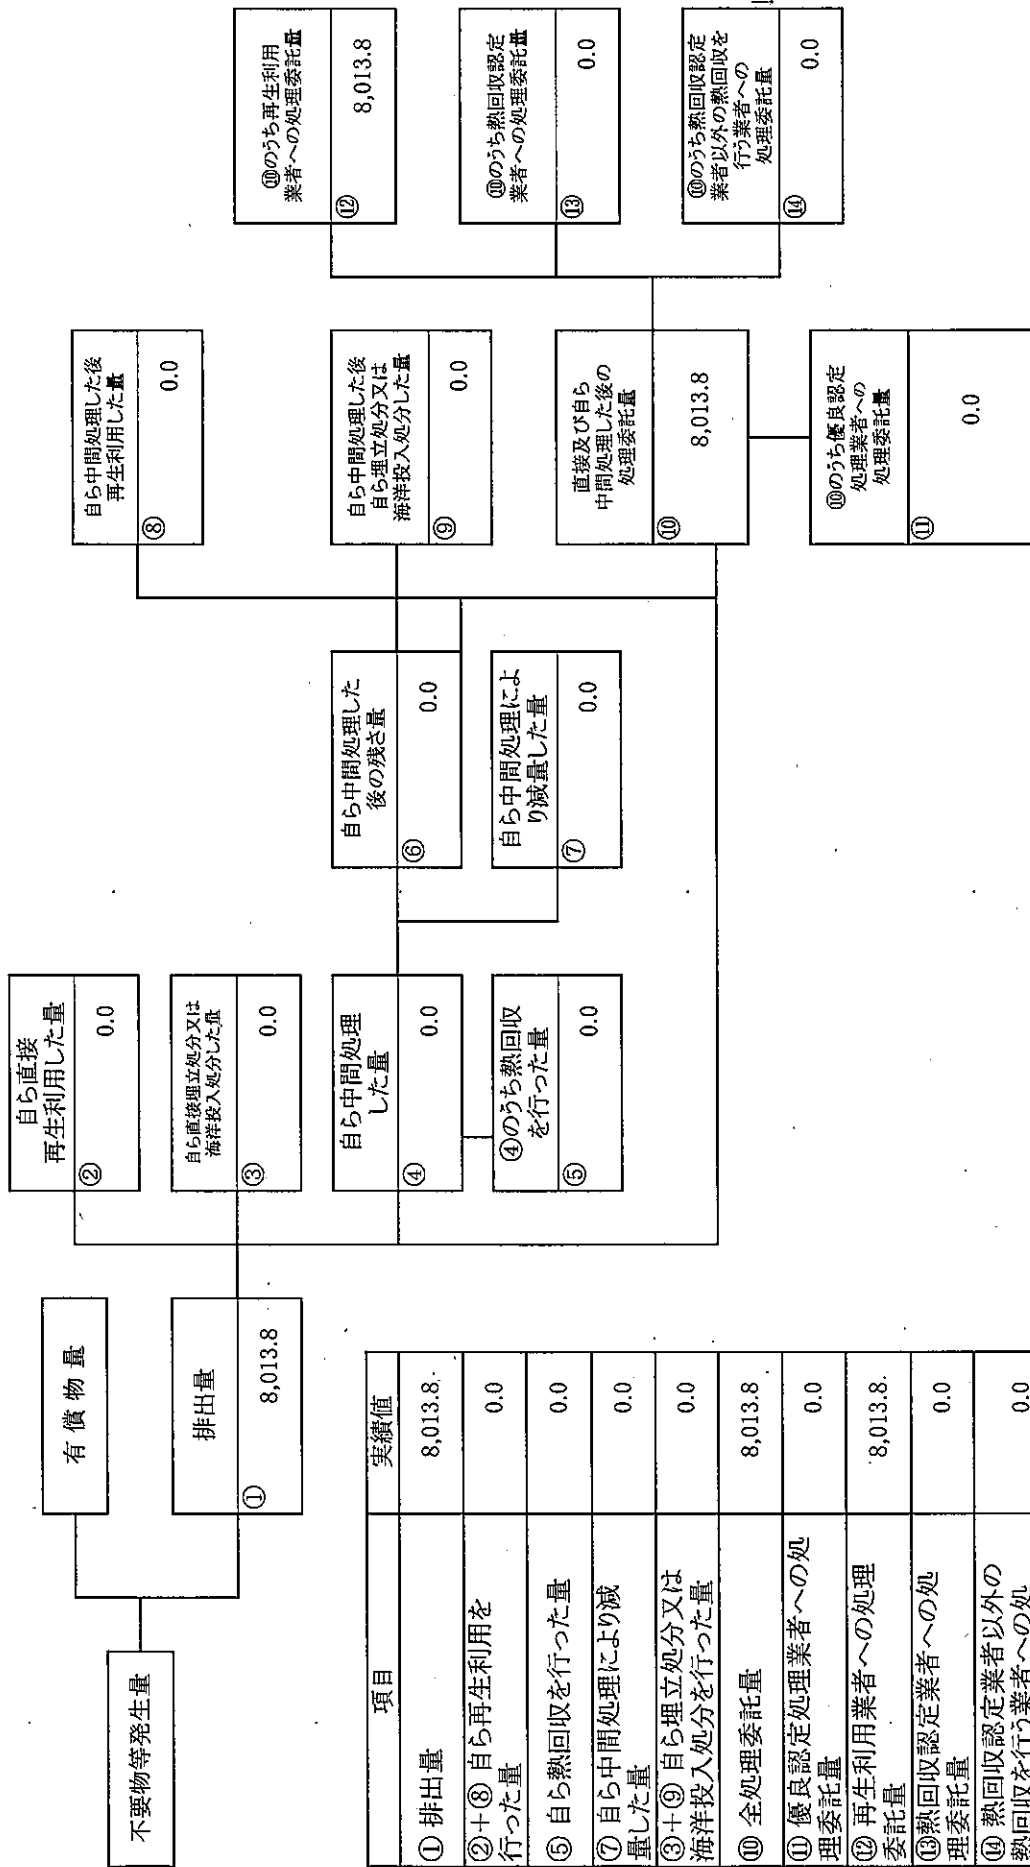 不要物等発生量
有償物量
排出量
①
8,013.8
自ら直接
再生利用した量
②
0.0
自ら直接埋立処分又は
海洋投入処分した量
③
0.0
自ら中間処理
した量
④
0.0
④のうち熱回収
を行った量
⑤
0.0
自ら中間処理した
後の残さ量
⑥
0.0
自ら中間処理によ
り減量した量
⑦
0.0
自ら中間処理した後
再生利用した量
⑧
0.0
自ら中間処理した後
自ら埋立処分又は
海洋投入処分した量
⑨
0.0
直接及び自ら
中間処理した後の
処理委託量
⑩
8,013.8
⑩のうち優良認定
処理業者への
処理委託量
⑪
0.0
⑩のうち再生利用
業者への処理委託量
⑫
8,013.8
⑩のうち熱回収認定
業者への処理委託量
⑬
0.0
⑩のうち熱回収認定
業者以外の熱回収を
行う業者への
処理委託量
⑭
0.0
項目 実績値
① 排出量 8,013.8
②+⑧ 自ら再生利用を
行った量 0.0
⑤ 自ら熱回収を行った量 0.0
⑦ 自ら中間処理により減
量した量 0.0
③+⑨ 自ら埋立処分又は
海洋投入処分を行った量 0.0
⑩ 全処理委託量 8,013.8
⑪ 優良認定処理業者への処
理委託量 0.0
⑫ 再生利用業者への処理
委託量 8,013.8
⑬熱回収認定業者への処
理委託量 0.0
⑭ 熱回収認定業者以外の
熱回収を行う業者への処 0.0